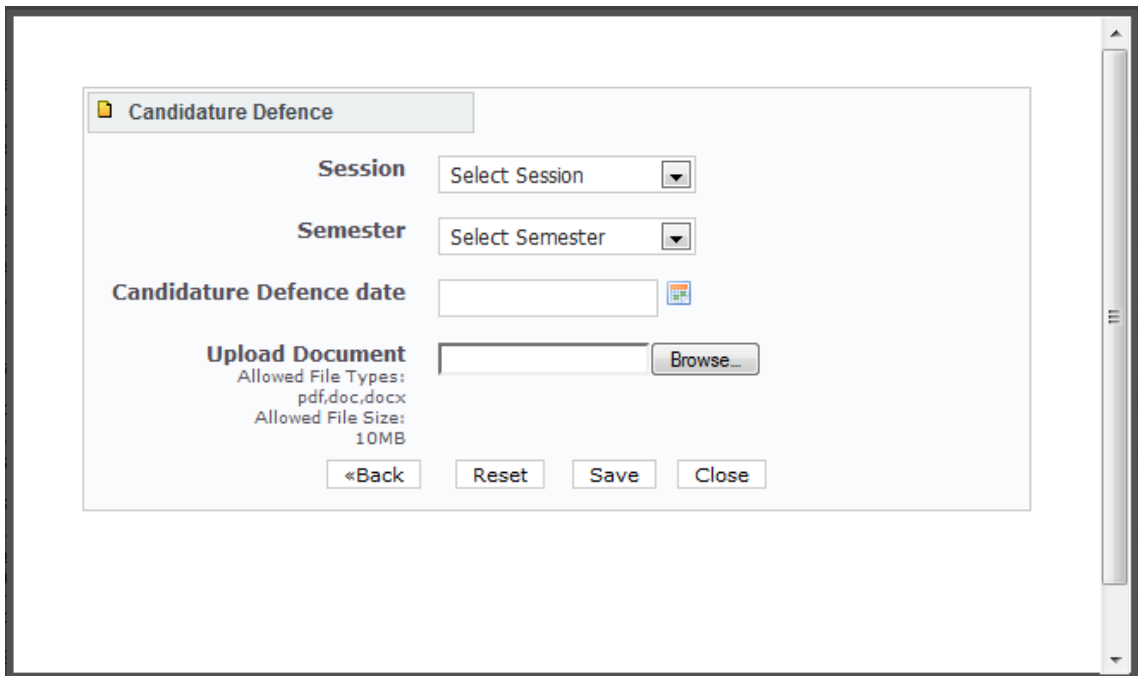 Candidature Defence
Session
Select Session
Semester
Select Semester
Candidature Defence date
Upload Document
Browse...
Allowed File Types:
pdf,doc,docx
Allowed File Size:
10MB
«Back
Reset
Save
Close